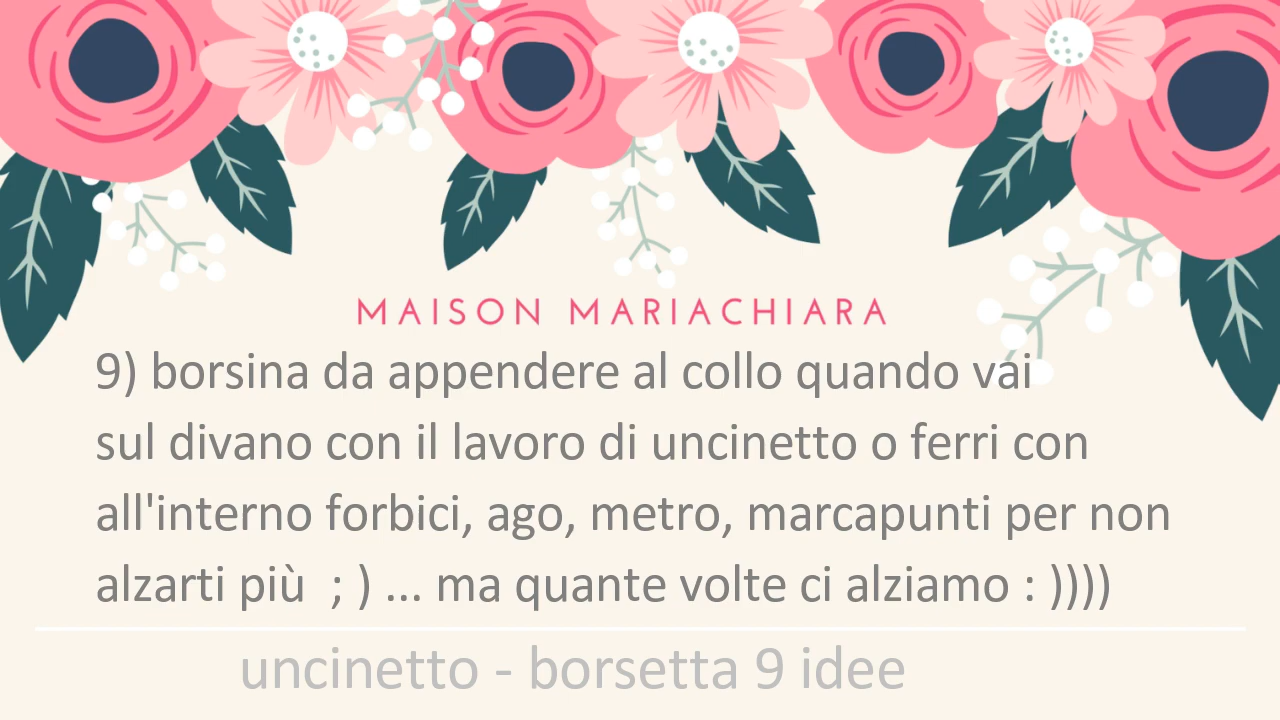 MAISON MARIACHIARA
9) borsina da appendere al collo quando vai
sul divano con il lavoro di uncinetto o ferri con
all'interno forbici, ago, metro, marcapunti per non
alzarti più  ; ) ... ma quante volte ci alziamo : ))))
uncinetto - borsetta 9 idee